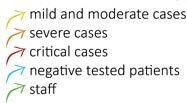 mild and moderate cases
severe cases
critical cases
negative tested patients
staff